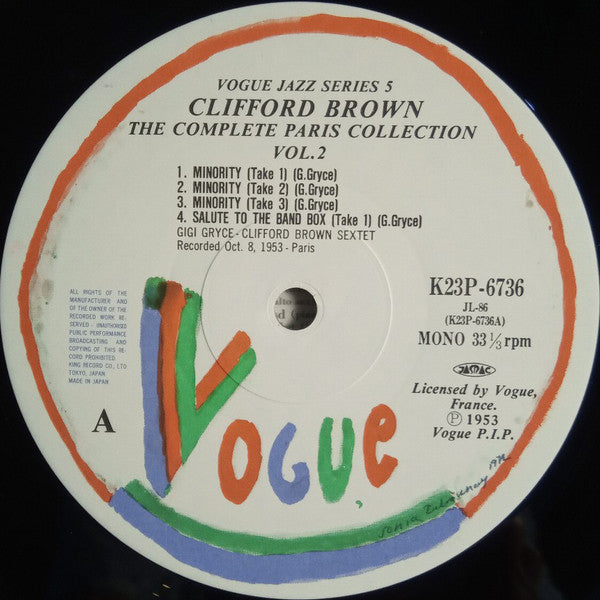 VOGUE JAZZ SERIES 5
CLIFFORD BROWN
THE COMPLETE PARIS COLLECTION
VOL.2
1. MINORITY (Take 1) (G.Gryce)
2. MINORITY (Take 2) (G.Gryce)
3. MINORITY (Take 3) (G.Gryce)
4. SALUTE TO THE BAND BOX (Take 1) (G.Gryce)
GIGI GRYCE-CLIFFORD BROWN SEXTET
Recorded Oct. 8, 1953-Paris
ALL RIGHTS OF THE
MANUFACTURER AND
OF THE OWNER OF THE
RECORDED WORK RE-
SERVED - UNAUTHORISED
PUBLIC PERFORMANCE
BROADCASTING AND
COPYING OF THIS RE-
CORD PROHIBITED.
KING RECORD CO., LTD
TOKYO, JAPAN.
MADE IN JAPAN
K23P-6736
JL-86
(K23P-6736A)
MONO 33⅓rpm
JAMAC
Licensed by Vogue,
France.
Ⓟ 1953
Vogue P.I.P.
A
VOGUE